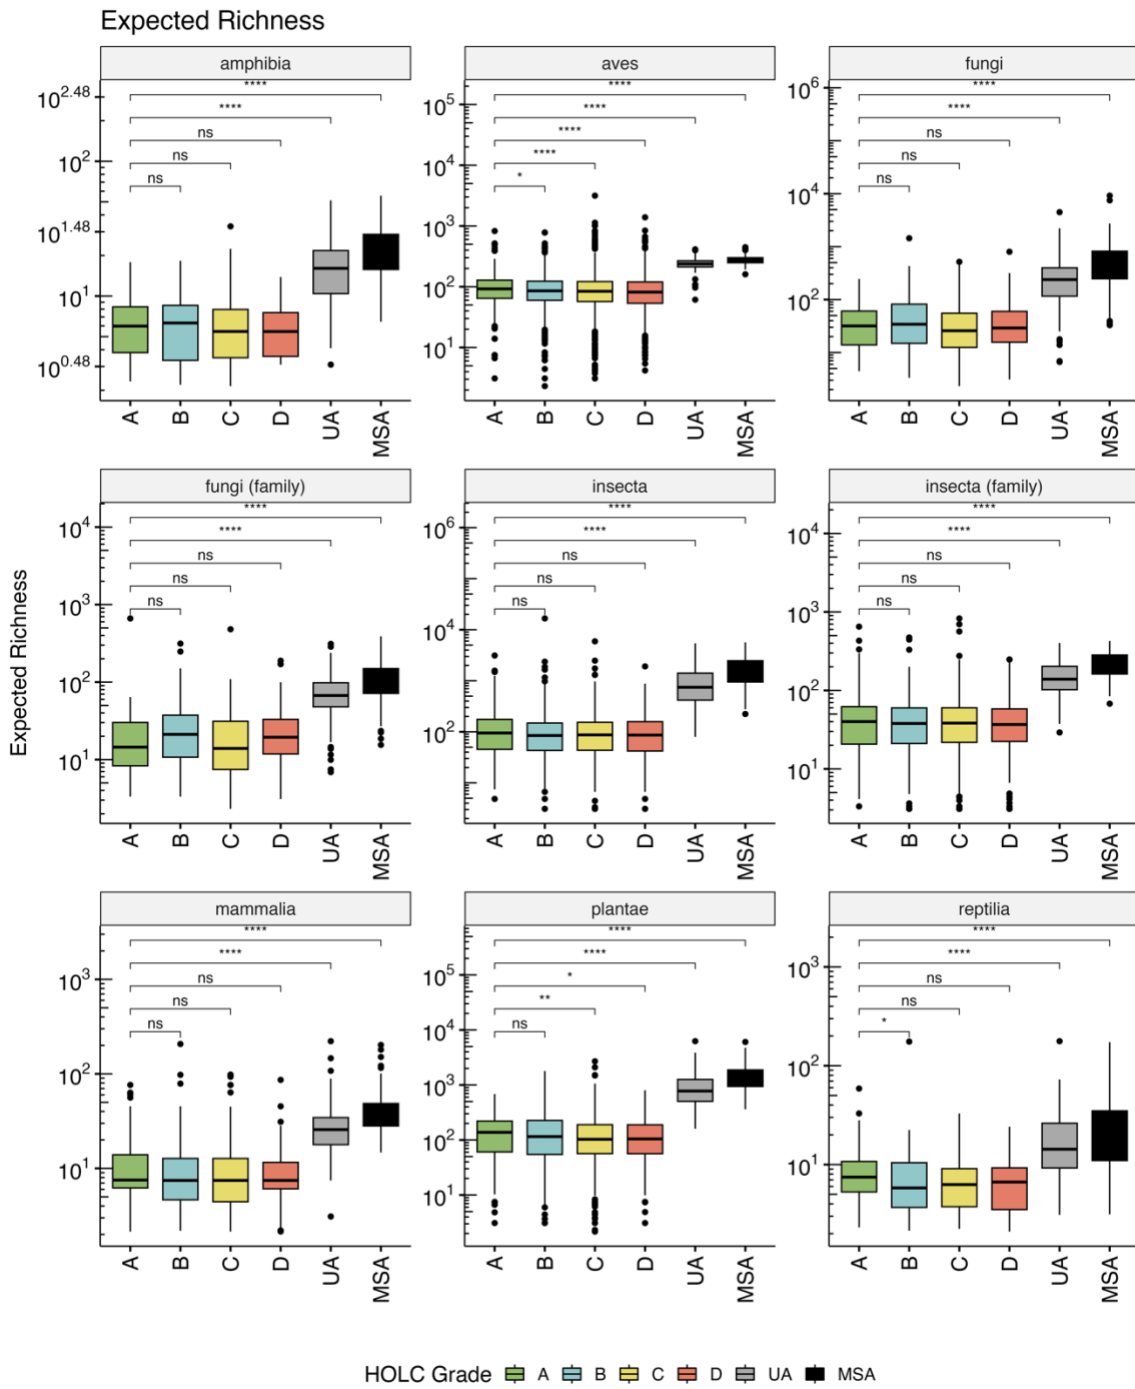 Expected Richness
amphibia
aves
fungi
10^2.48
10^2
10^1.48
10^1
10^0.48
****
****
ns
ns
ns
A B C D UA MSA
10^5
10^4
10^3
10^2
10^1
****
****
****
****
*
A B C D UA MSA
10^6
10^4
10^2
****
****
ns
ns
ns
A B C D UA MSA
fungi (family)
insecta
insecta (family)
Expected Richness
10^4
10^3
10^2
10^1
****
****
ns
ns
ns
A B C D UA MSA
10^6
10^4
10^2
****
****
ns
ns
ns
A B C D UA MSA
10^4
10^3
10^2
10^1
****
****
ns
ns
ns
A B C D UA MSA
mammalia
plantae
reptilia
10^3
10^2
10^1
****
****
ns
ns
ns
A B C D UA MSA
10^5
10^4
10^3
10^2
10^1
****
****
*
**
ns
A B C D UA MSA
10^3
10^2
10^1
****
****
ns
ns
*
A B C D UA MSA
HOLC Grade A B C D UA MSA